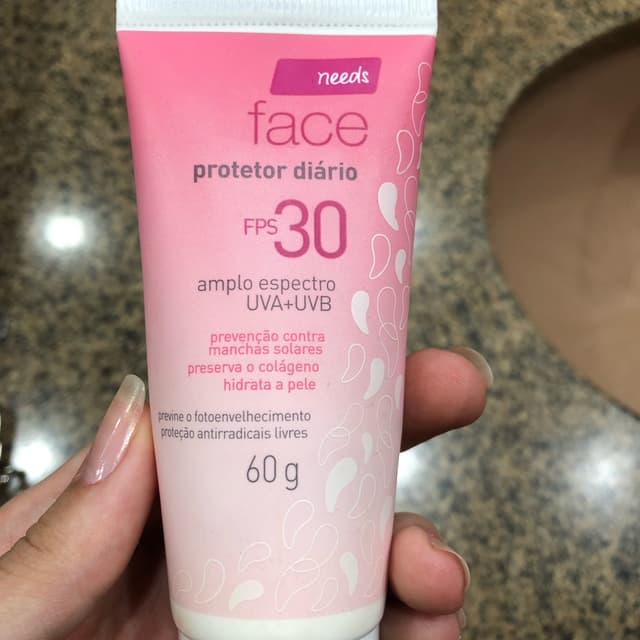 needs
face
protetor diário
FPS 30
amplo espectro
UVA+UVB
prevenção contra
manchas solares
preserva o colágeno
hidrata a pele
previne o fotoenvelhecimento
proteção antirradicais livres
60 g